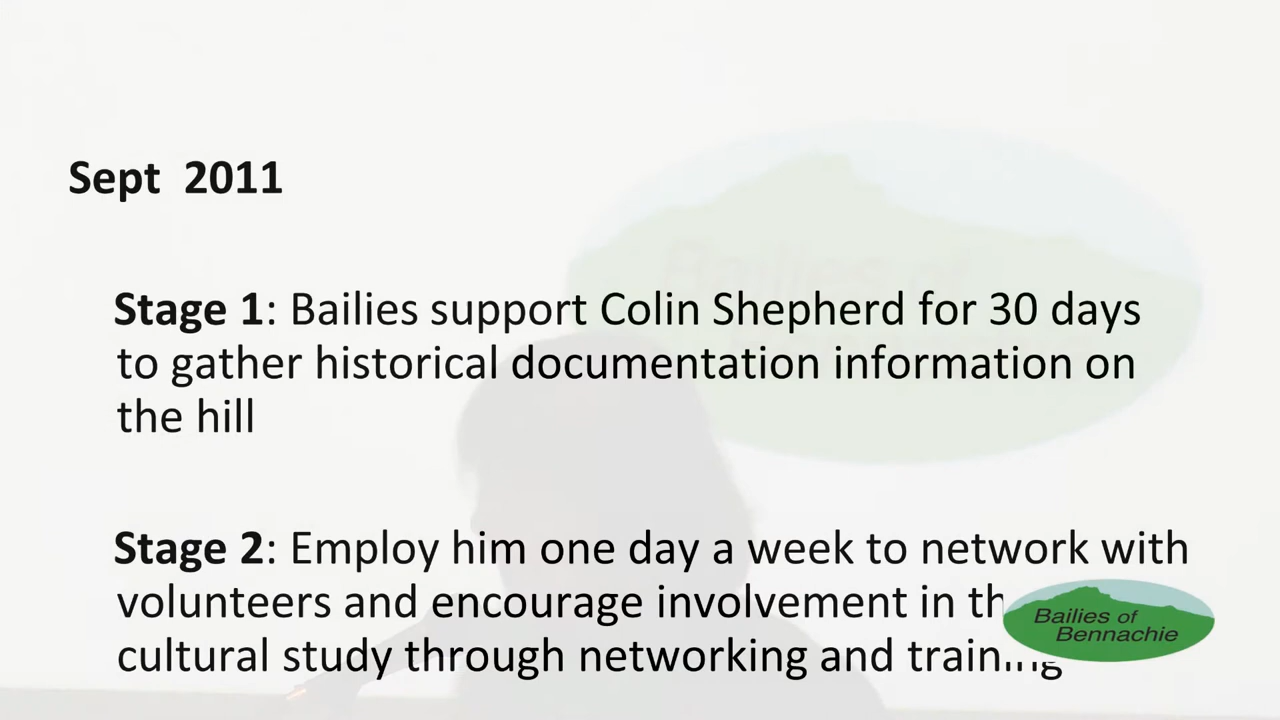 Sept 2011
Stage 1: Bailies support Colin Shepherd for 30 days
to gather historical documentation information on
the hill
Stage 2: Employ him one day a week to network with
volunteers and encourage involvement in th
cultural study through networking and training
Bailies of
Bennachie